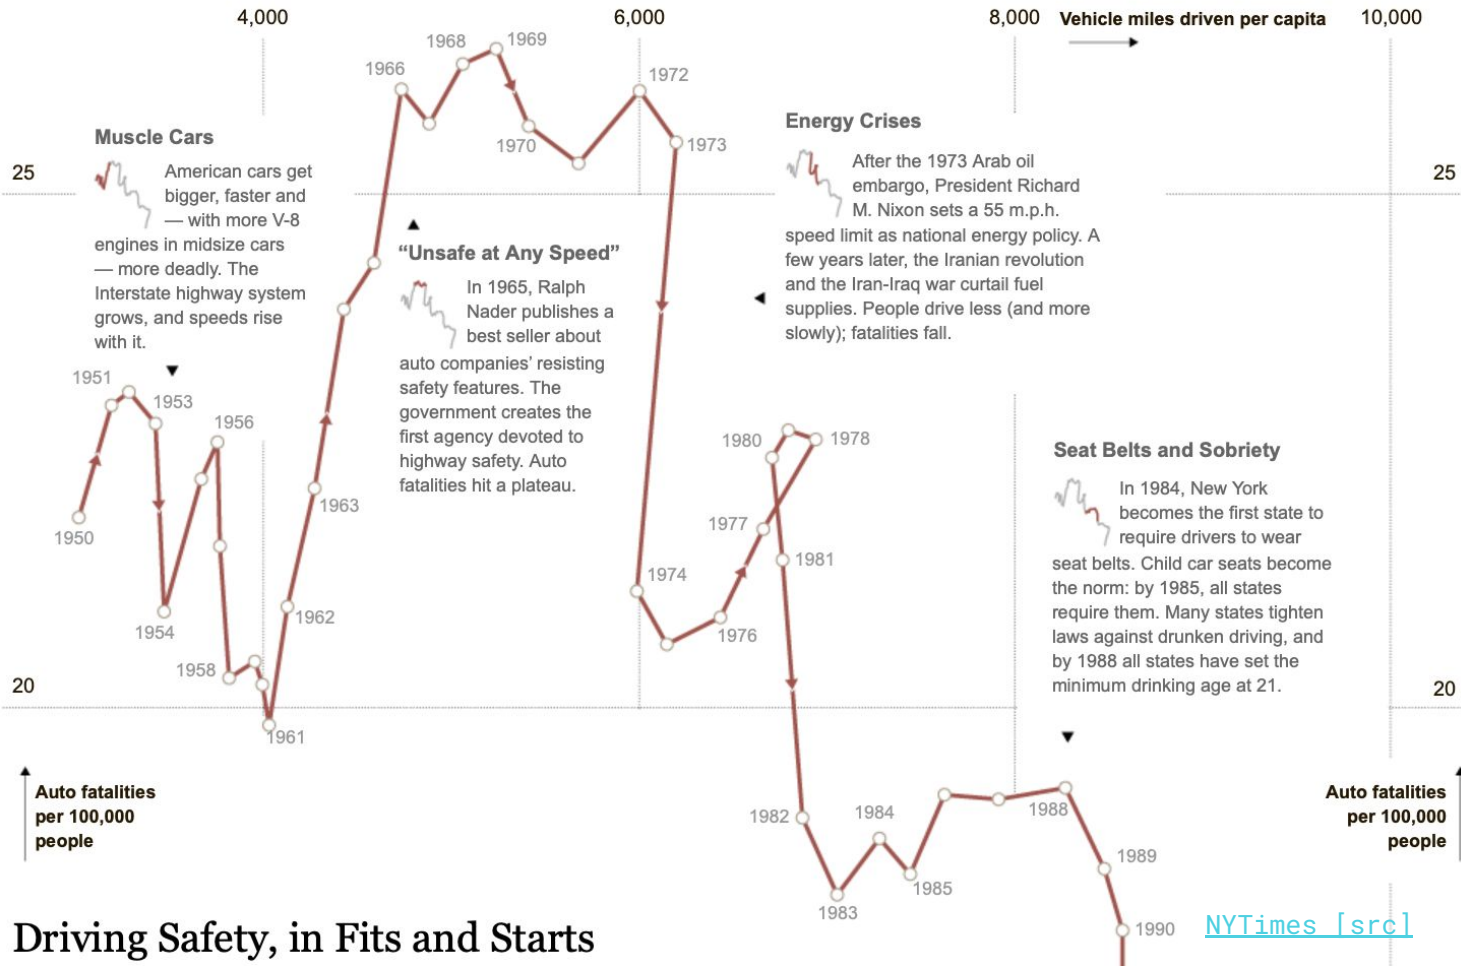 4,000
6,000
8,000
Vehicle miles driven per capita
10,000
1968
1969
1966
1972
1973
1970
25
25
Muscle Cars
American cars get
bigger, faster and
— with more V-8
engines in midsize cars
— more deadly. The
Interstate highway system
grows, and speeds rise
with it.
Energy Crises
After the 1973 Arab oil
embargo, President Richard
M. Nixon sets a 55 m.p.h.
speed limit as national energy policy. A
few years later, the Iranian revolution
and the Iran-Iraq war curtail fuel
supplies. People drive less (and more
slowly); fatalities fall.
“Unsafe at Any Speed”
In 1965, Ralph
Nader publishes a
best seller about
auto companies’ resisting
safety features. The
government creates the
first agency devoted to
highway safety. Auto
fatalities hit a plateau.
1951
1953
1956
1950
1954
1958
1961
1962
1963
1974
1976
1977
1980
1978
1981
Seat Belts and Sobriety
In 1984, New York
becomes the first state to
require drivers to wear
seat belts. Child car seats become
the norm: by 1985, all states
require them. Many states tighten
laws against drunken driving, and
by 1988 all states have set the
minimum drinking age at 21.
20
20
Auto fatalities
per 100,000
people
1982
1984
1983
1985
1988
1989
1990
Auto fatalities
per 100,000
people
Driving Safety, in Fits and Starts
NYTimes [src]